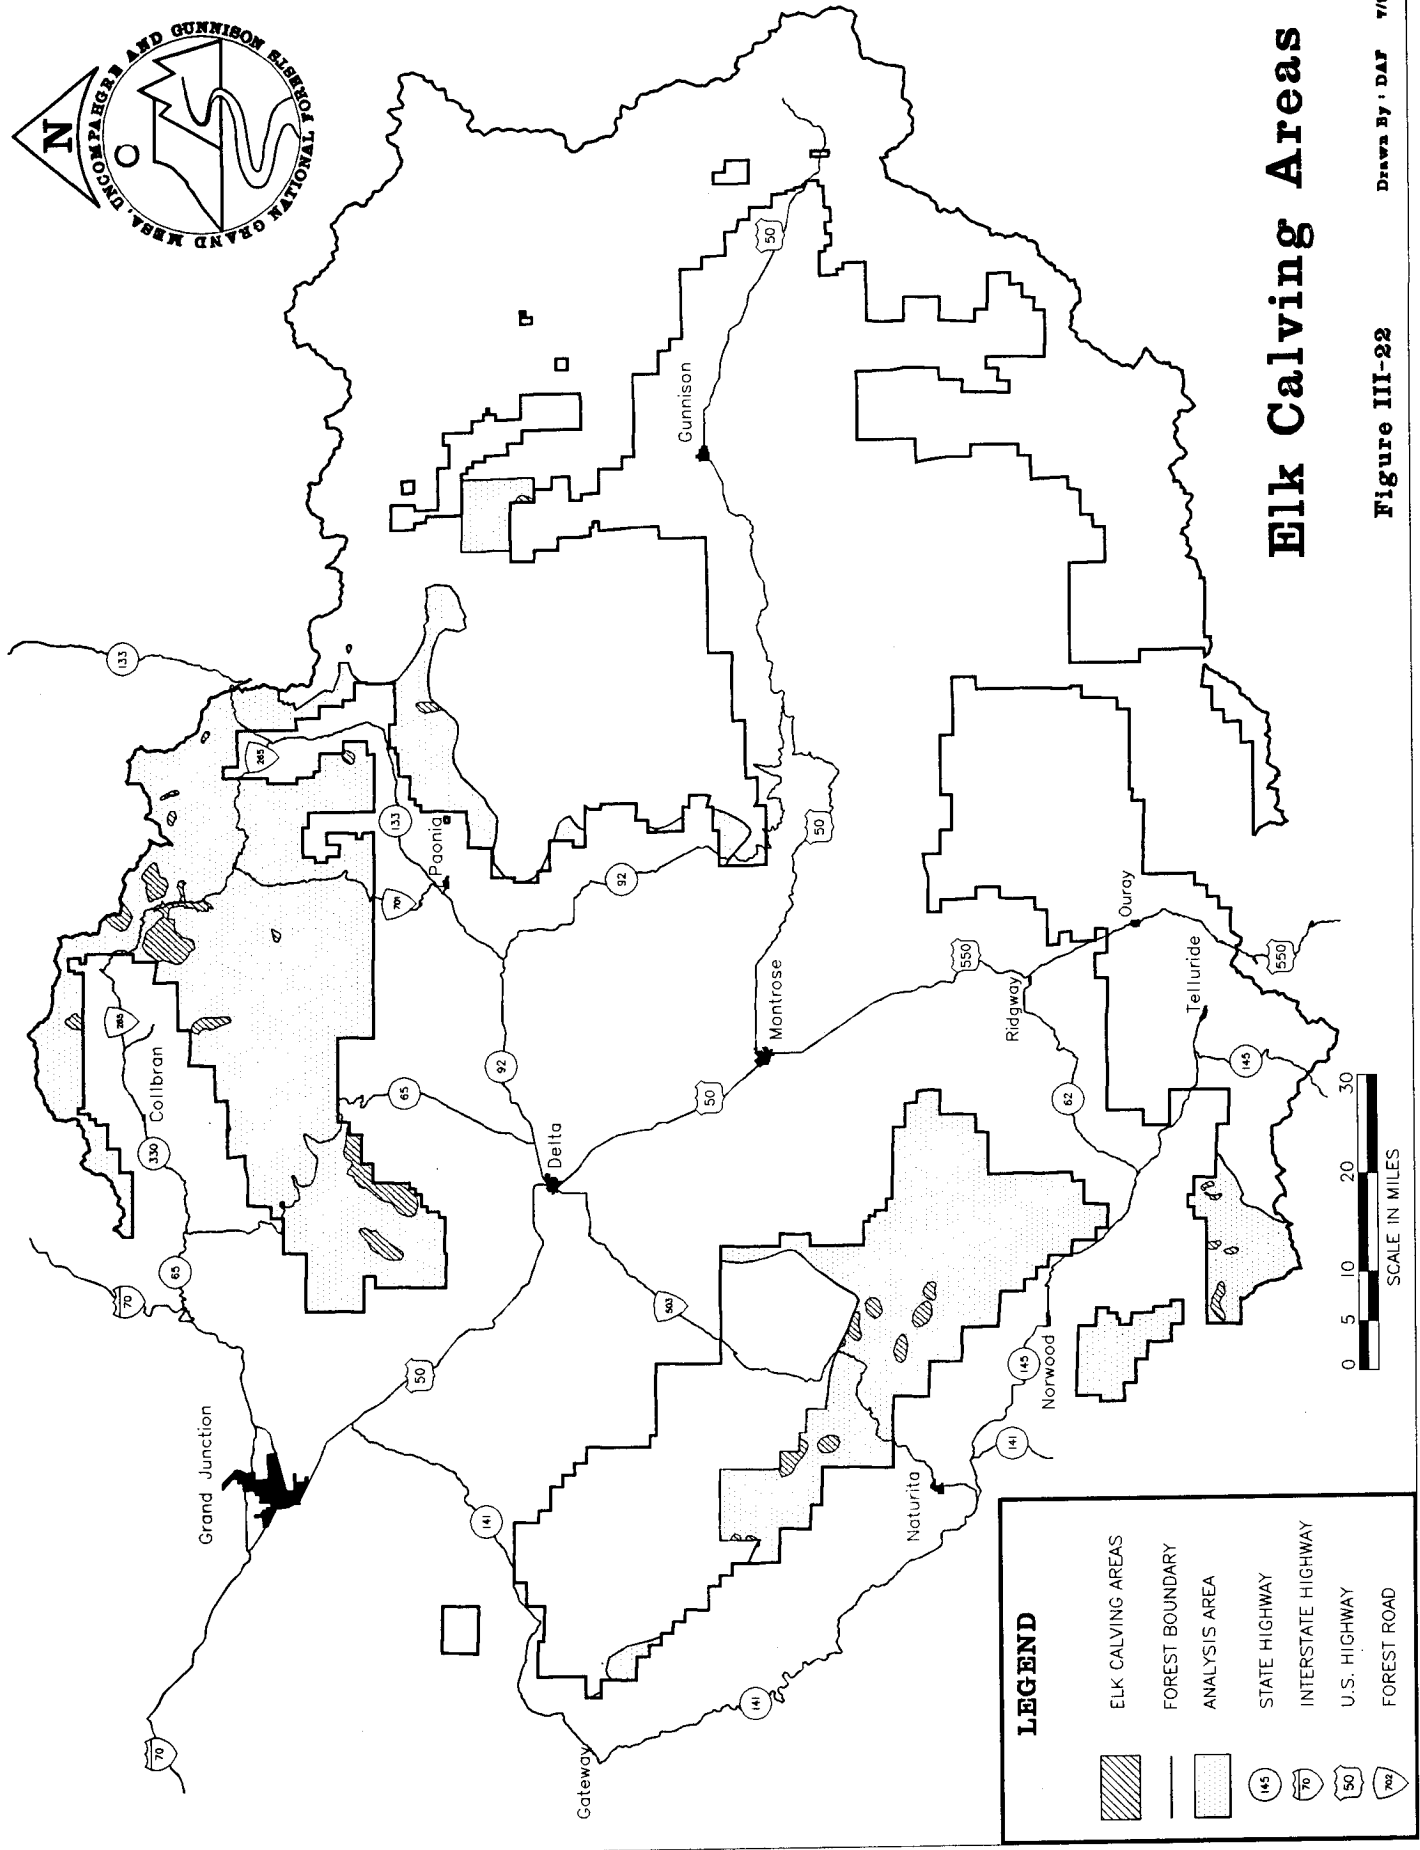 GRAND MESA, UNCOMPAHGRE AND GUNNISON NATIONAL FORESTS
N
Elk Calving Areas
Figure III-22
Drawn By : DAF
133
265
Collbran
265
330
65
70
133
Paonia
701
92
65
92
Delta
50
Grand Junction
70
141
50
Gunnison
50
Montrose
50
503
550
Ridgway
Ouray
Telluride
550
62
145
Norwood
145
141
Naturita
141
Gateway
0 5 10 20 30
SCALE IN MILES
LEGEND
ELK CALVING AREAS
FOREST BOUNDARY
ANALYSIS AREA
145 STATE HIGHWAY
70 INTERSTATE HIGHWAY
50 U.S. HIGHWAY
702 FOREST ROAD